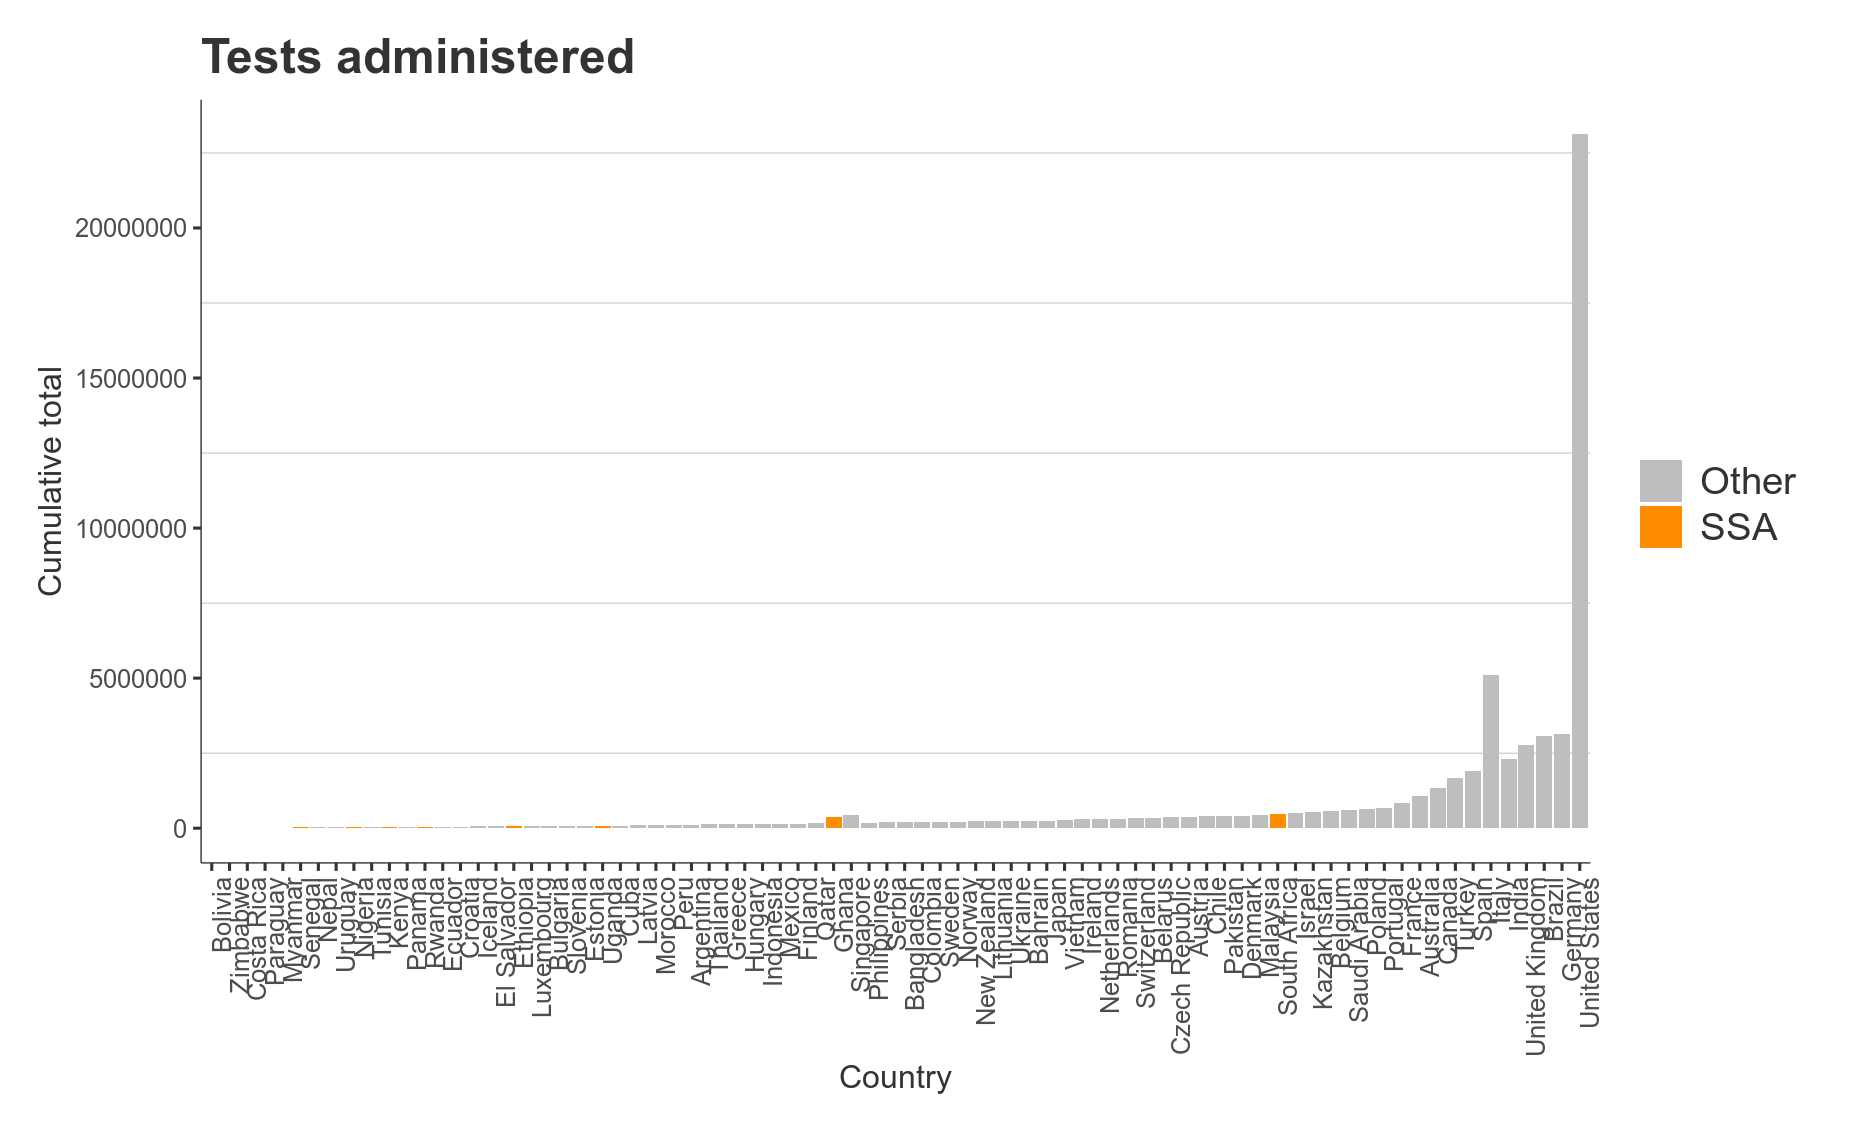 Tests administered
Cumulative total
20000000
15000000
10000000
5000000
0
Bolivia
Zimbabwe
Costa Rica
Paraguay
Myanmar
Senegal
Nepal
Uruguay
Nigeria
Tunisia
Kenya
Panama
Rwanda
Ecuador
Croatia
Iceland
El Salvador
Ethiopia
Luxembourg
Bulgaria
Slovenia
Estonia
Uganda
Cuba
Latvia
Morocco
Peru
Argentina
Thailand
Greece
Hungary
Indonesia
Mexico
Finland
Qatar
Ghana
Singapore
Philippines
Serbia
Bangladesh
Colombia
Sweden
Norway
New Zealand
Lithuania
Ukraine
Bahrain
Japan
Vietnam
Ireland
Netherlands
Romania
Switzerland
Belarus
Czech Republic
Austria
Chile
Pakistan
Denmark
Malaysia
South Africa
Israel
Kazakhstan
Belgium
Saudi Arabia
Poland
Portugal
France
Australia
Canada
Turkey
Spain
Italy
India
United Kingdom
Brazil
Germany
United States
Country
Other
SSA